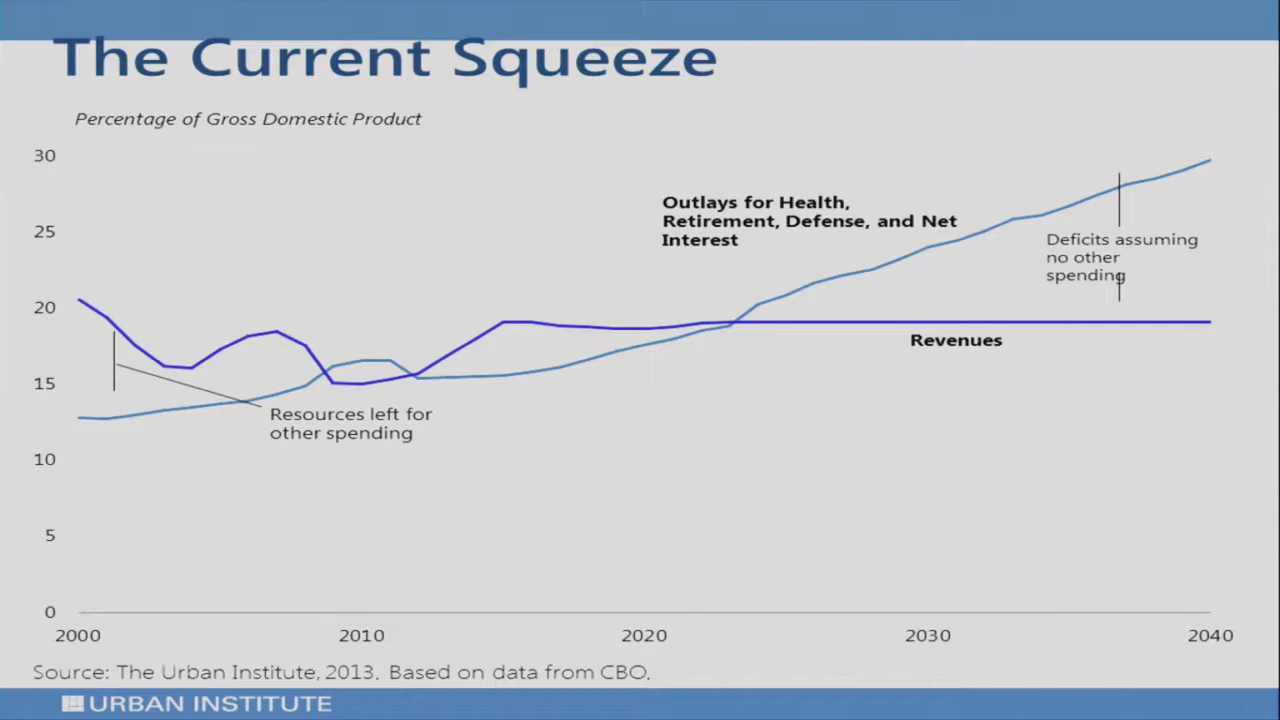 The Current Squeeze
Percentage of Gross Domestic Product
30
25
20
15
10
5
0
Outlays for Health,
Retirement, Defense, and Net
Interest
Deficits assuming
no other
spending
Revenues
Resources left for
other spending
2000 2010 2020 2030 2040
Source: The Urban Institute, 2013. Based on data from CBO.
URBAN INSTITUTE